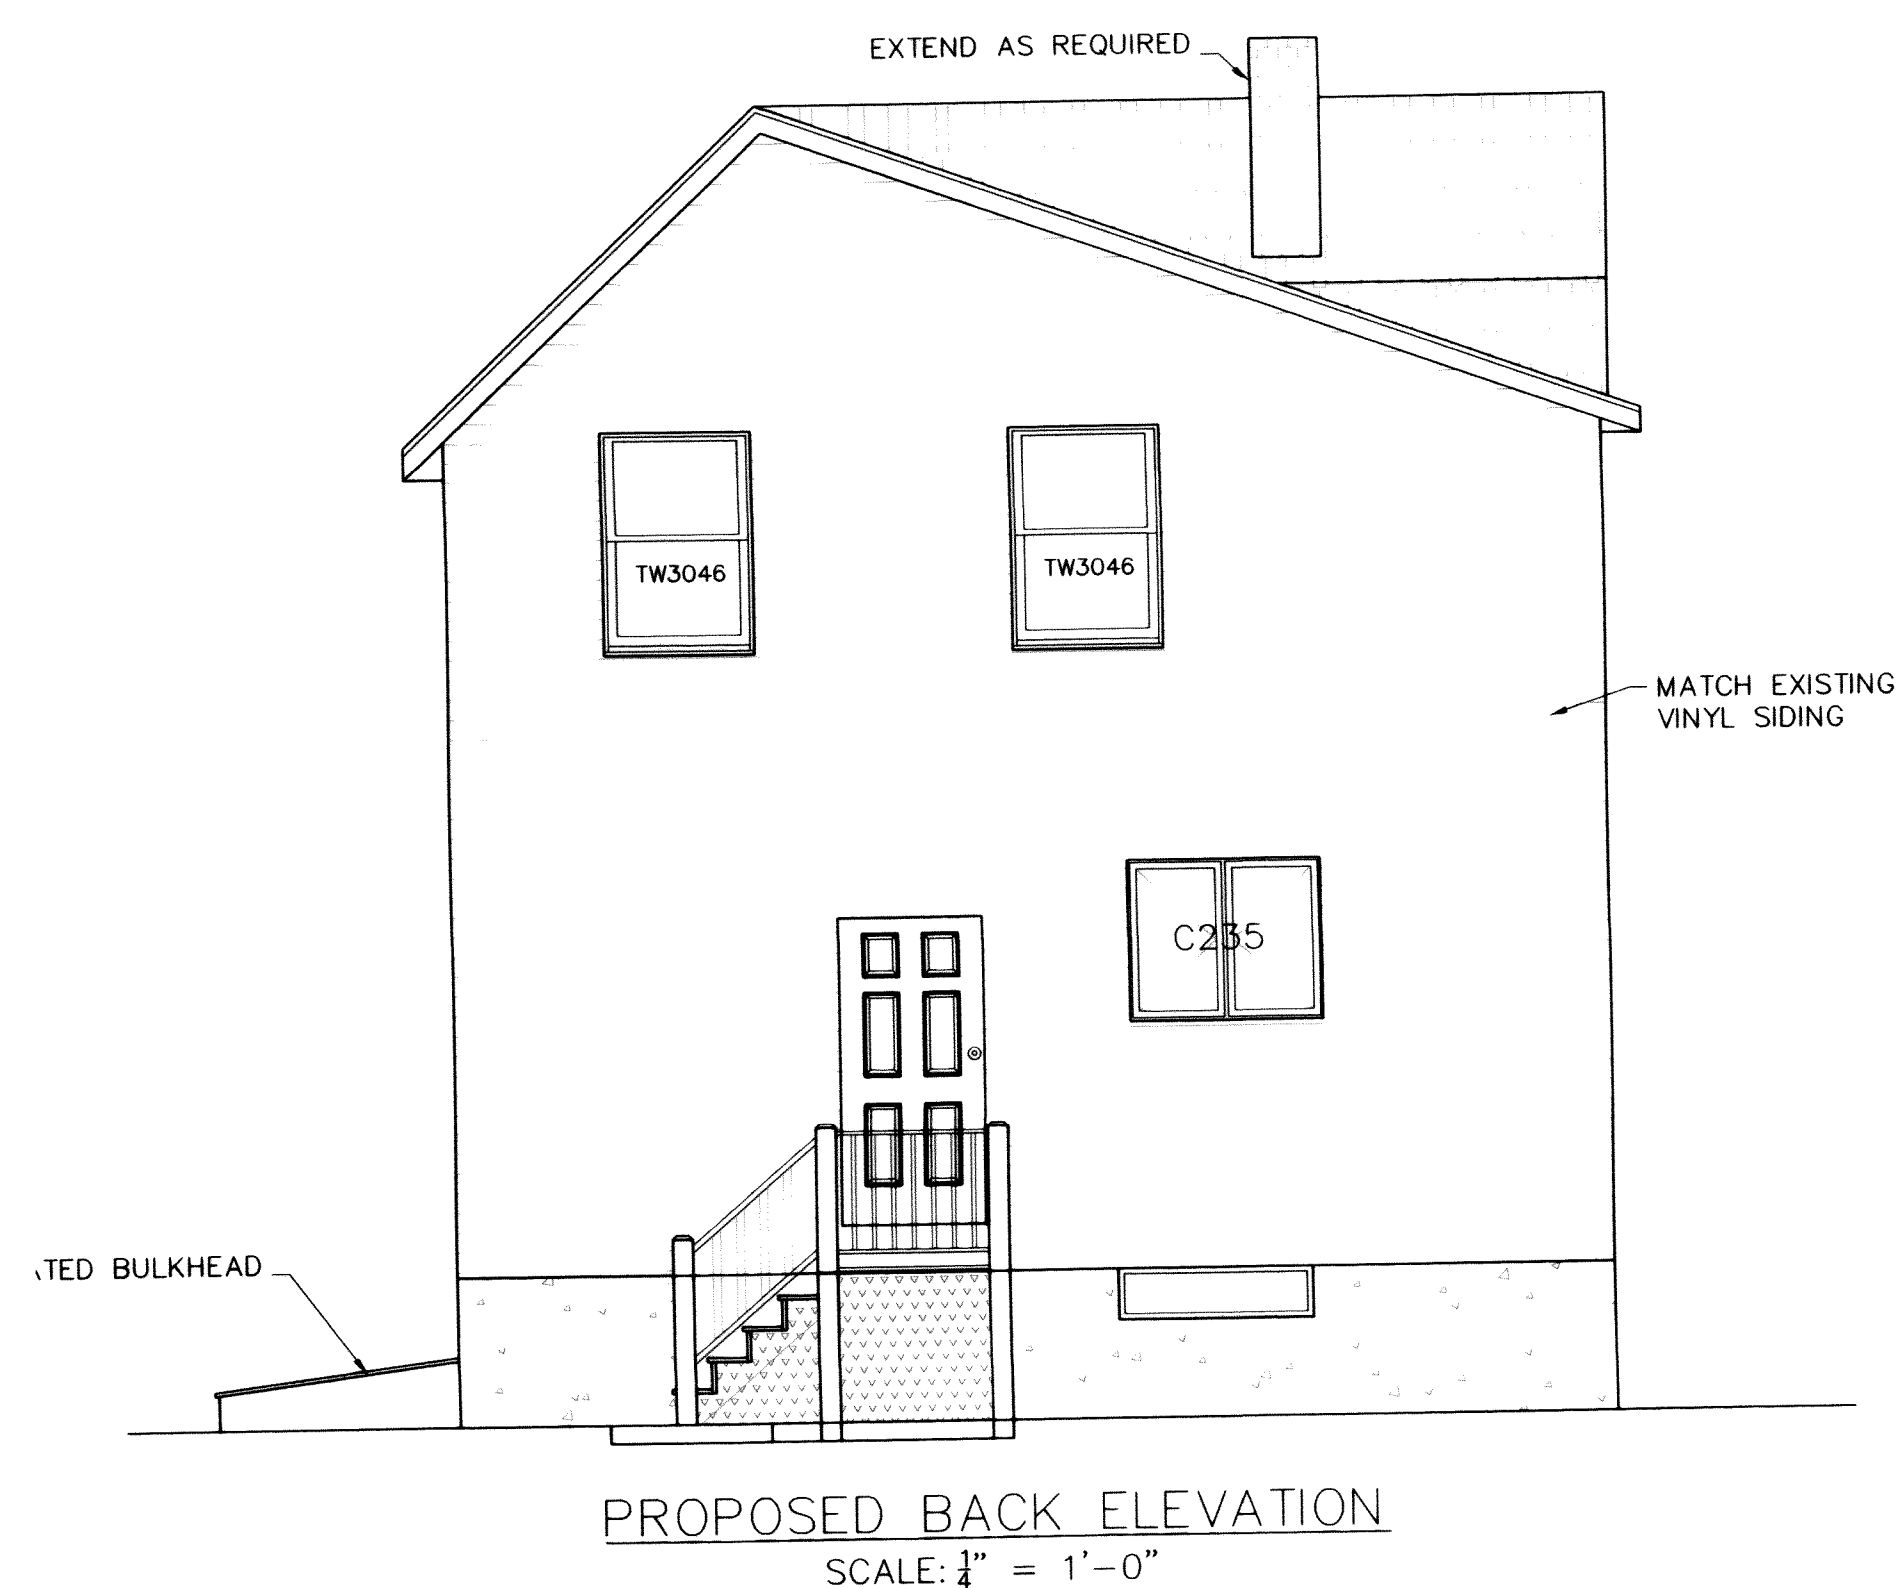 EXTEND AS REQUIRED
TW3046
TW3046
MATCH EXISTING
VINYL SIDING
C235
BULKHEAD
PROPOSED BACK ELEVATION
SCALE: 1/4" = 1'-0"